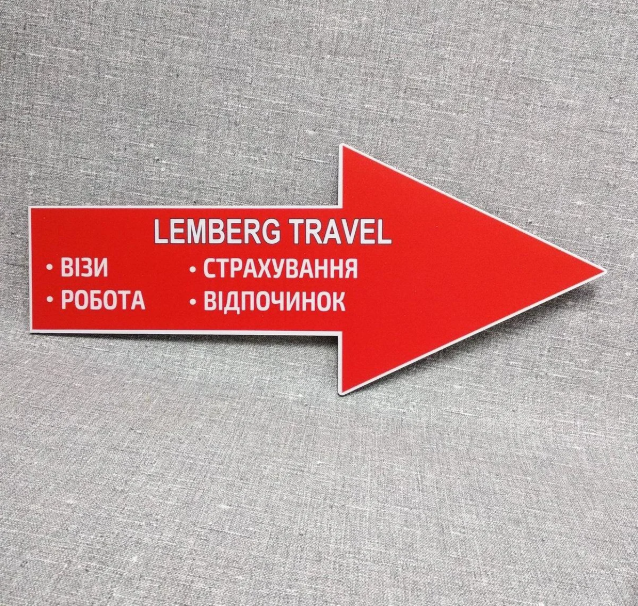 LEMBERG TRAVEL
• ВІЗИ
• РОБОТА
• СТРАХУВАННЯ
• ВІДПОЧИНОК